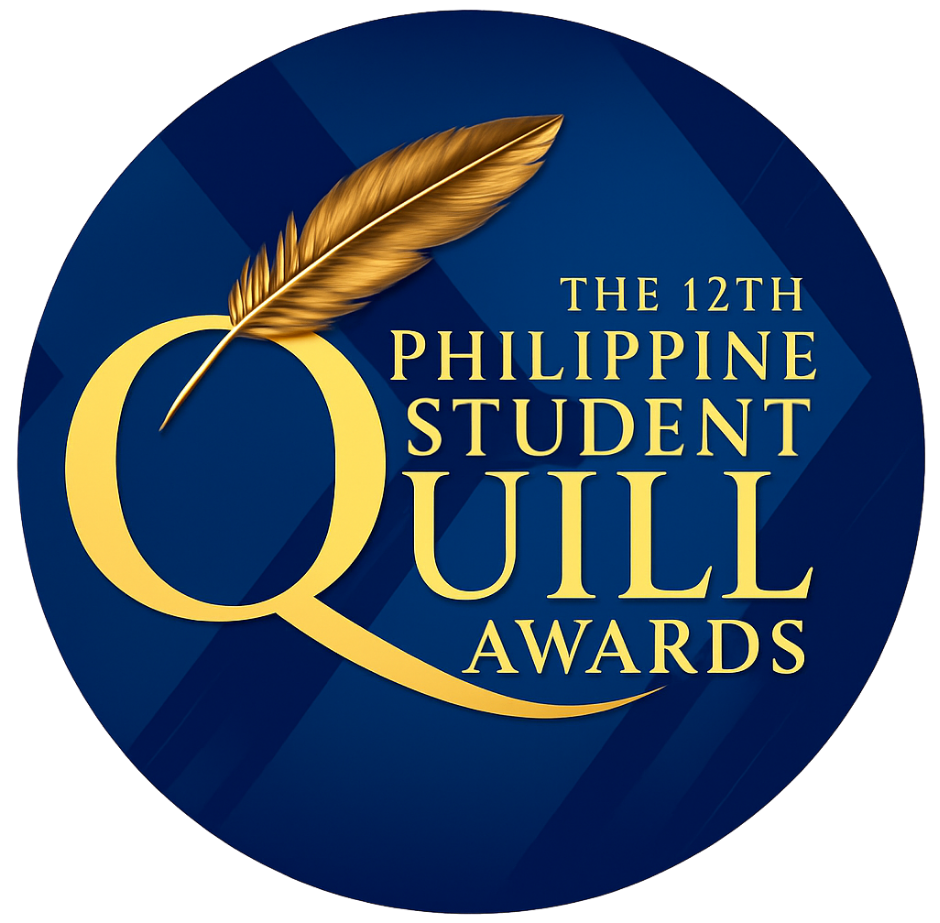 THE 12TH
PHILIPPINE
STUDENT
QUILL
AWARDS